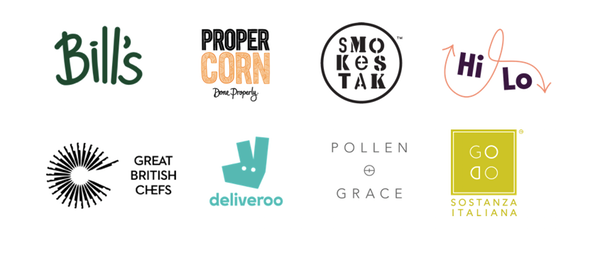 Bill's
PROPER
CORN
Done Properly
SMO
KES
TAK
™
Hi Lo
GREAT
BRITISH
CHEFS
deliveroo
POLLEN
+
GRACE
GO
DO
®
SOSTANZA
ITALIANA